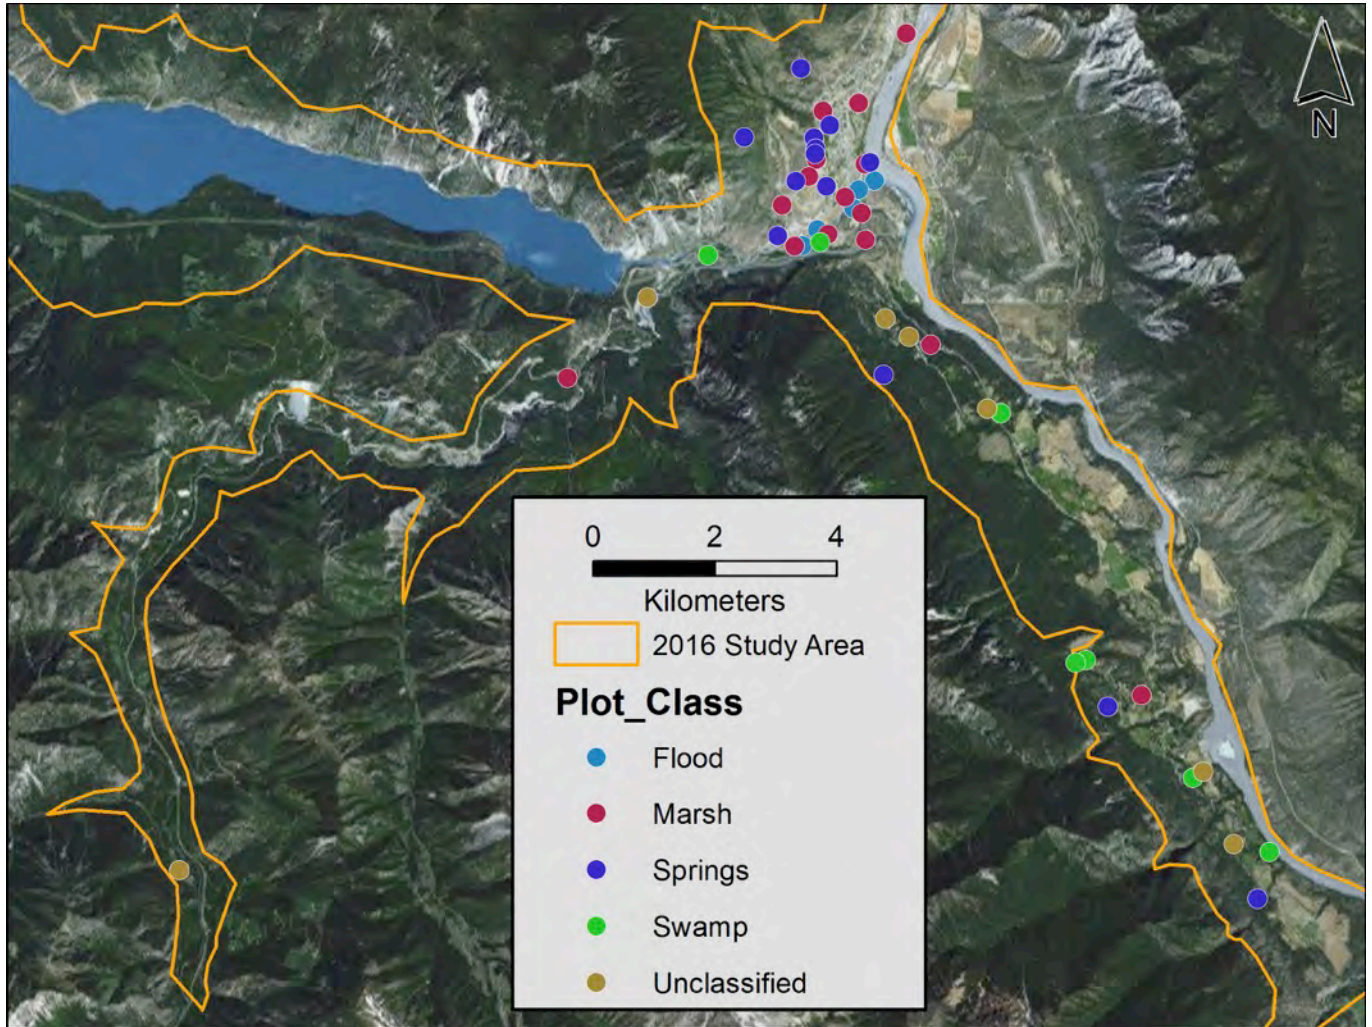 N
0 2 4
Kilometers
2016 Study Area
Plot_Class
Flood
Marsh
Springs
Swamp
Unclassified